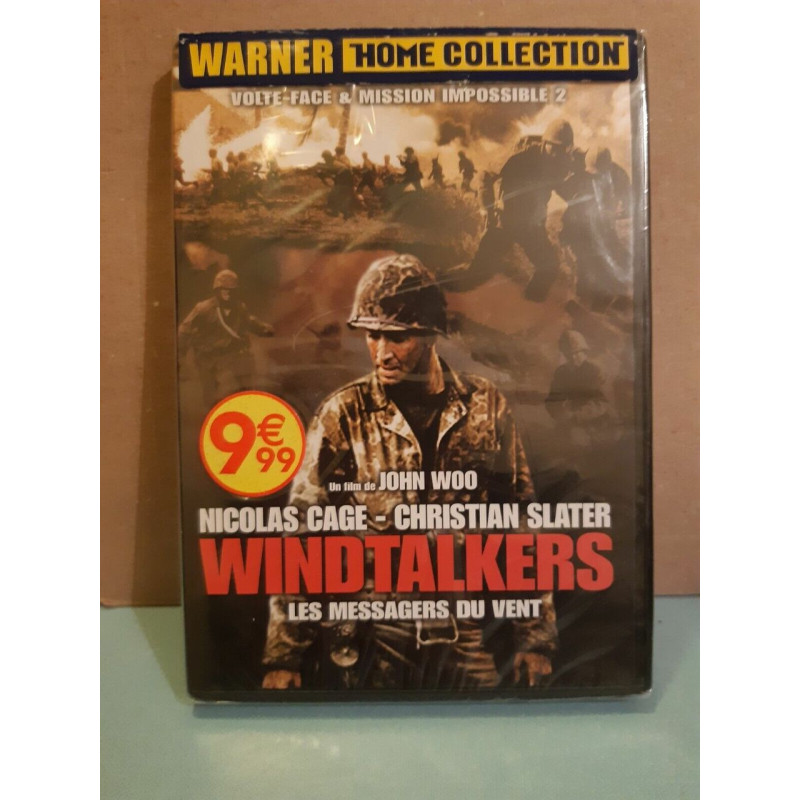 WARNER HOME COLLECTION
VOLTE-FACE & MISSION IMPOSSIBLE 2
9€99
Un film de JOHN WOO
NICOLAS CAGE - CHRISTIAN SLATER
WINDTALKERS
LES MESSAGERS DU VENT